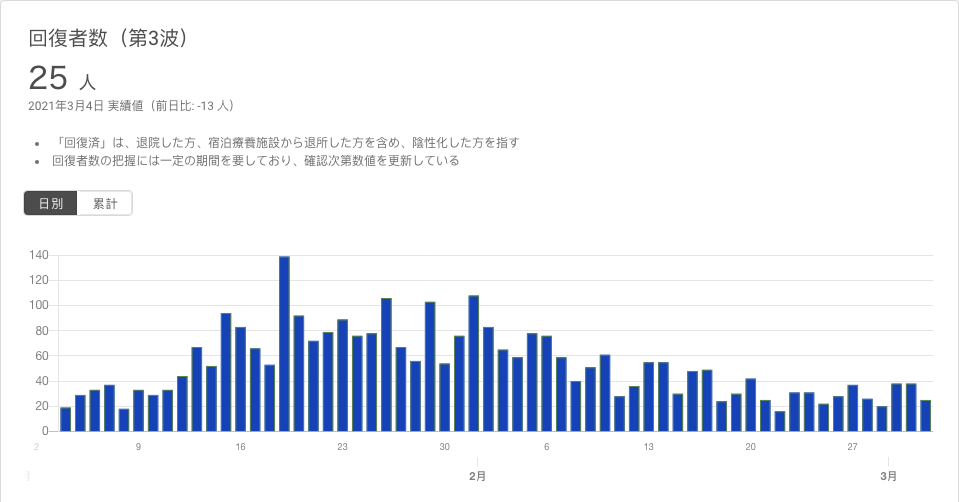 回復者数（第3波）
25 人
2021年3月4日 実績値（前日比: -13 人）
• 「回復済」は、退院した方、宿泊療養施設から退所した方を含め、陰性化した方を指す
• 回復者数の把握には一定の期間を要しており、確認次第数値を更新している
日別 累計
140
120
100
80
60
40
20
0
2 9 16 23 30 6 13 20 27
2月 3月